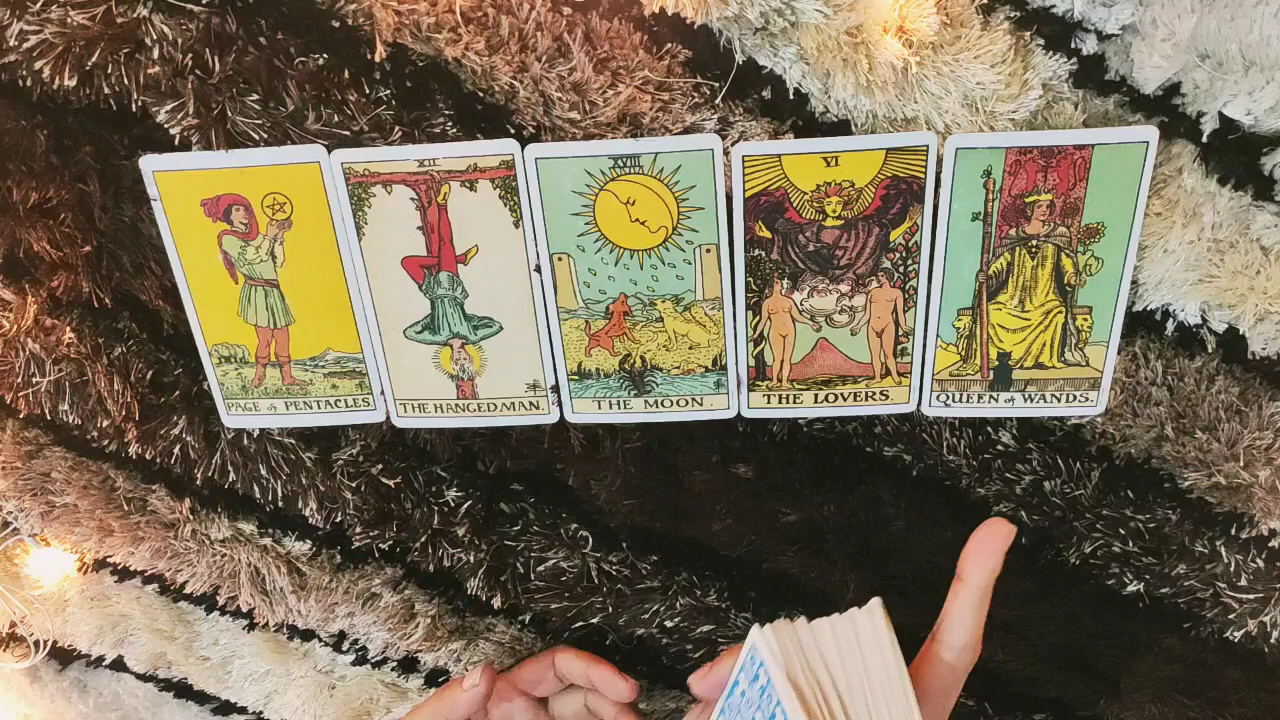 PAGE of PENTACLES.
XII
THE HANGED MAN.
XVIII
THE MOON.
VI
THE LOVERS.
QUEEN of WANDS.